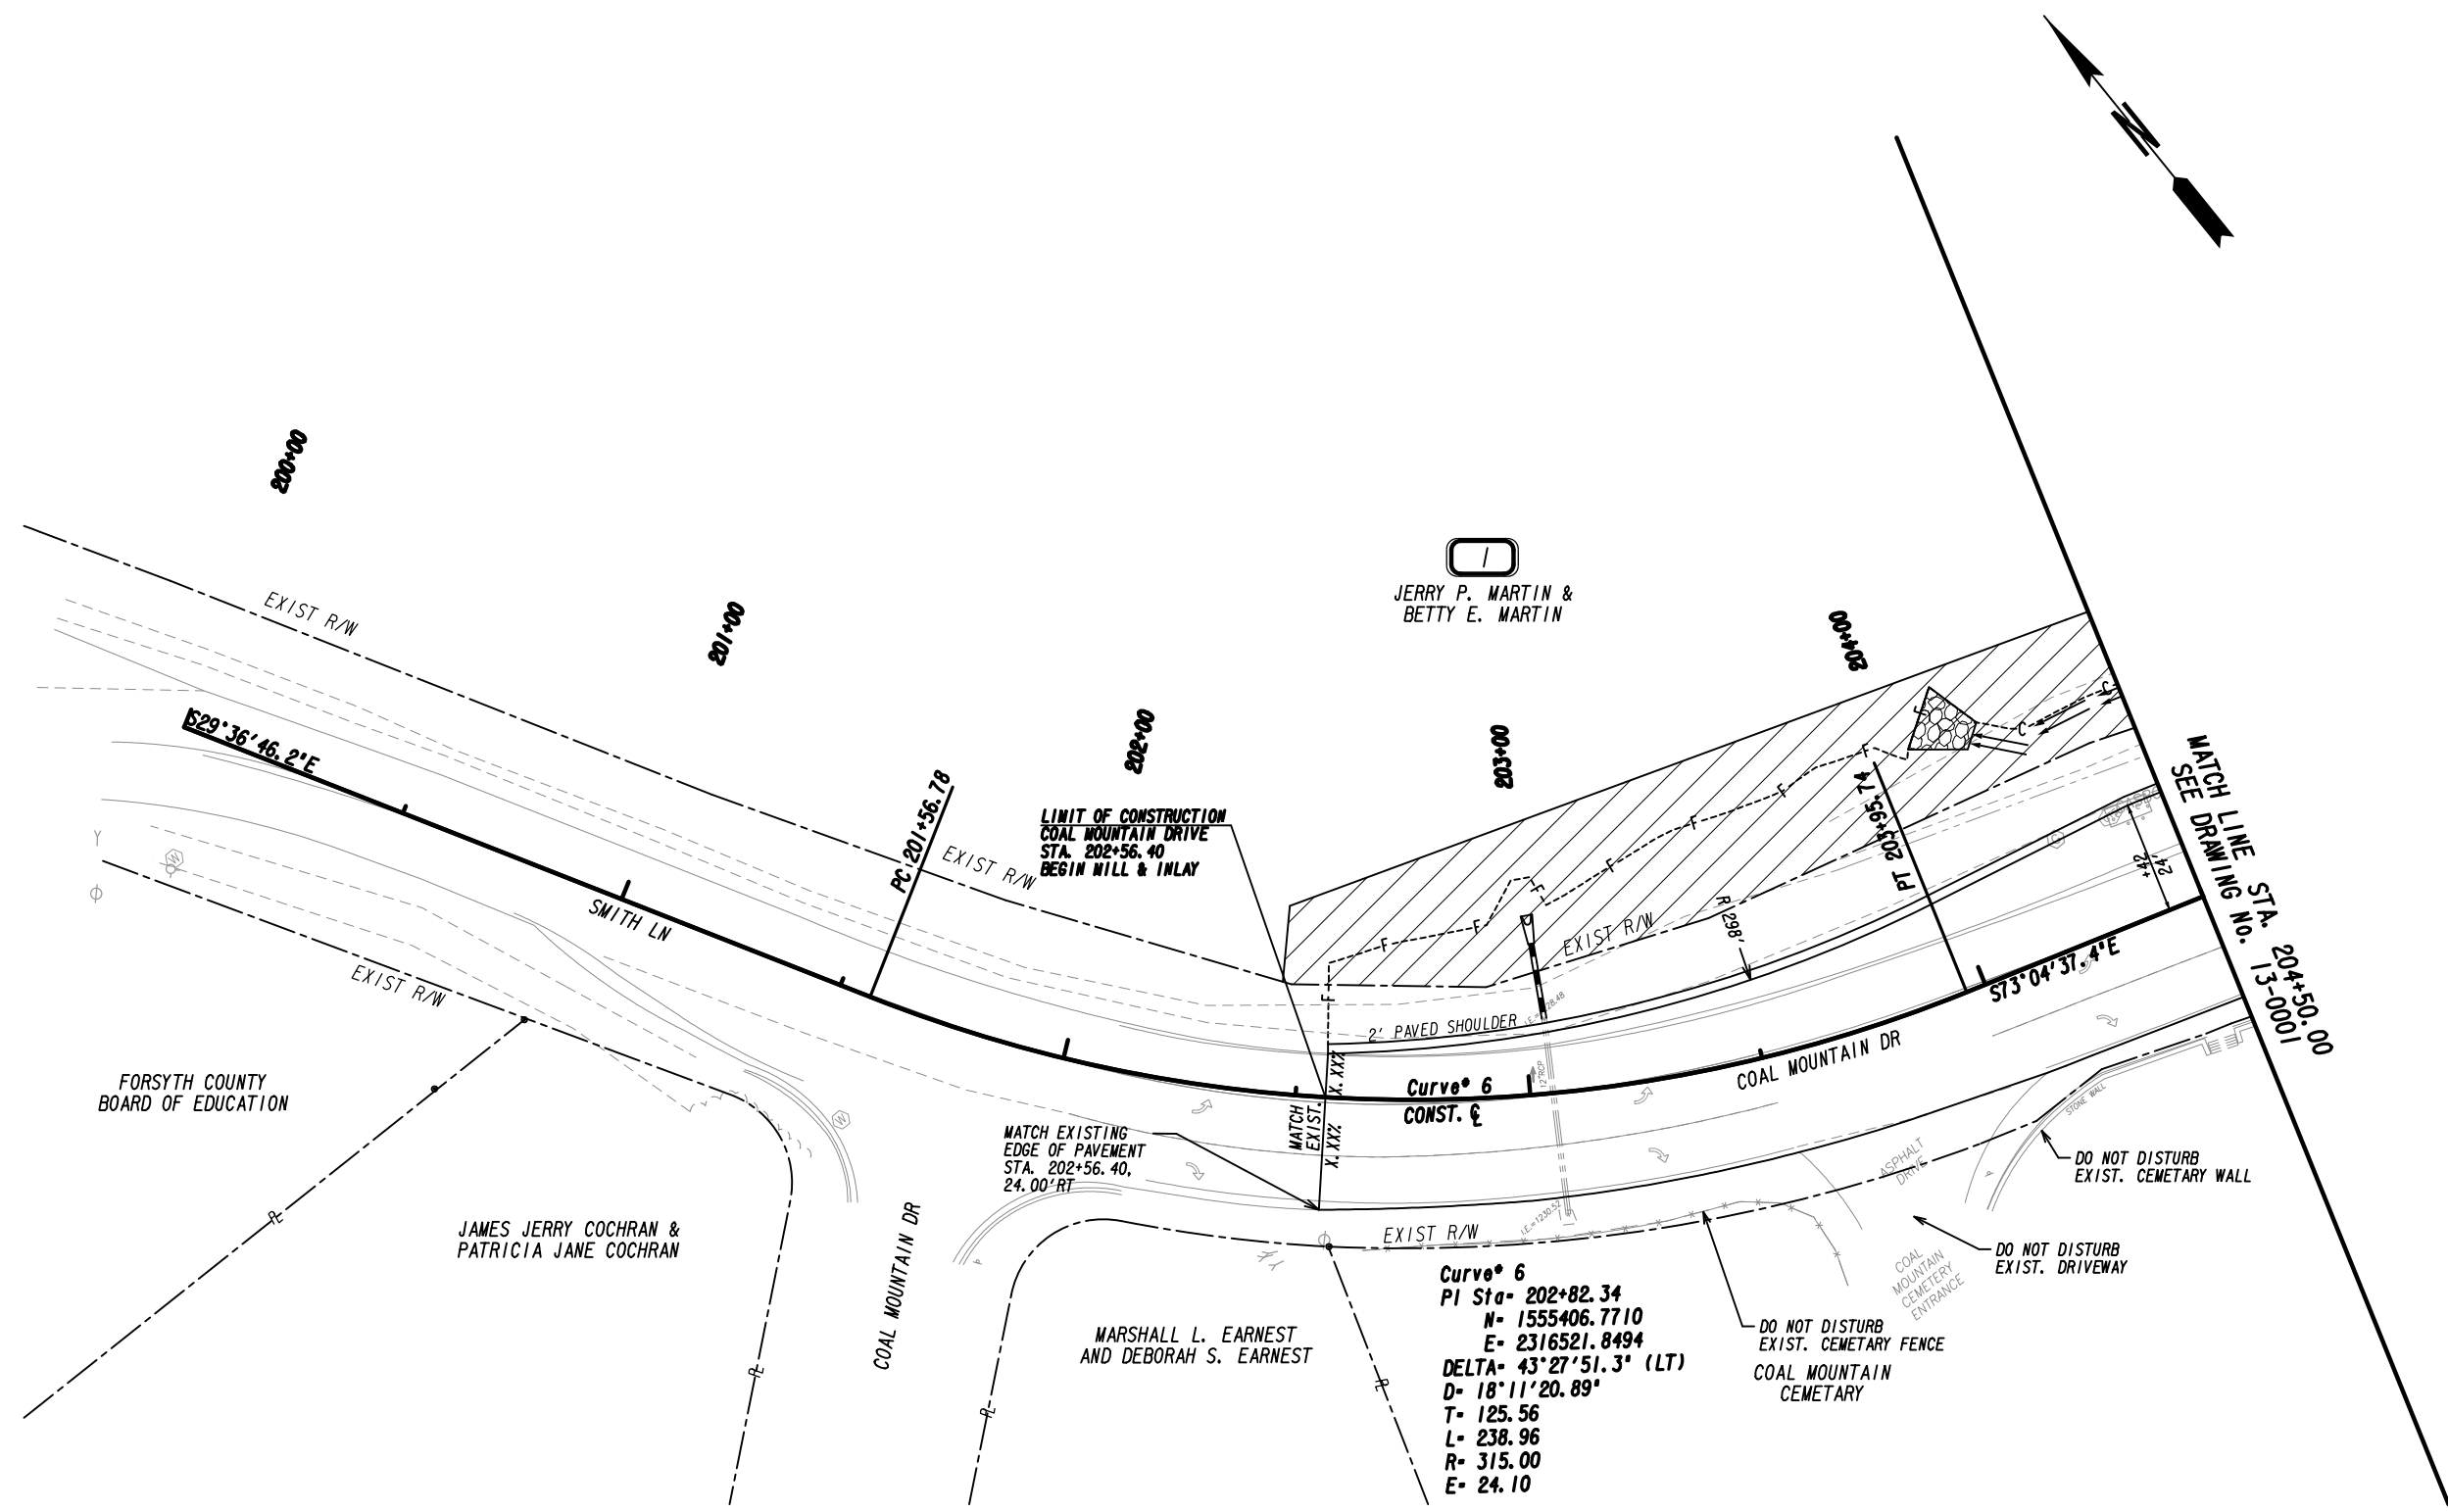 N
200+00
201+00
202+00
203+00
204+00
EXIST R/W
S29°36'46.2"E
SMITH LN
EXIST R/W
PC 201+56.78
EXIST R/W
LIMIT OF CONSTRUCTION
COAL MOUNTAIN DRIVE
STA. 202+56.40
BEGIN MILL & INLAY
1
JERRY P. MARTIN &
BETTY E. MARTIN
F
F
F
F
F
F
F
F
F
C
C
EXIST R/W
R 298'
PT 203+95.74
2' PAVED SHOULDER
12"RCP
I.E.=1230.52
X.XX%
X.XX%
MATCH
EXIST.
Curve# 6
CONST. ℄
COAL MOUNTAIN DR
S73°04'37.4"E
+42
24'
MATCH LINE STA. 204+50.00
SEE DRAWING No. 13-0001
MATCH EXISTING
EDGE OF PAVEMENT
STA. 202+56.40,
24.00'RT
EXIST R/W
W
W
P
P
STONE WALL
ASPHALT
DRIVE
COAL
MOUNTAIN
CEMETERY
ENTRANCE
DO NOT DISTURB
EXIST. CEMETARY WALL
DO NOT DISTURB
EXIST. DRIVEWAY
DO NOT DISTURB
EXIST. CEMETARY FENCE
COAL MOUNTAIN
CEMETARY
FORSYTH COUNTY
BOARD OF EDUCATION
PL
JAMES JERRY COCHRAN &
PATRICIA JANE COCHRAN
PL
COAL MOUNTAIN DR
PL
MARSHALL L. EARNEST
AND DEBORAH S. EARNEST
PL
Curve# 6
PI Sta= 202+82.34
N= 1555406.7710
E= 2316521.8494
DELTA= 43°27'51.3" (LT)
D= 18°11'20.89"
T= 125.56
L= 238.96
R= 315.00
E= 24.10